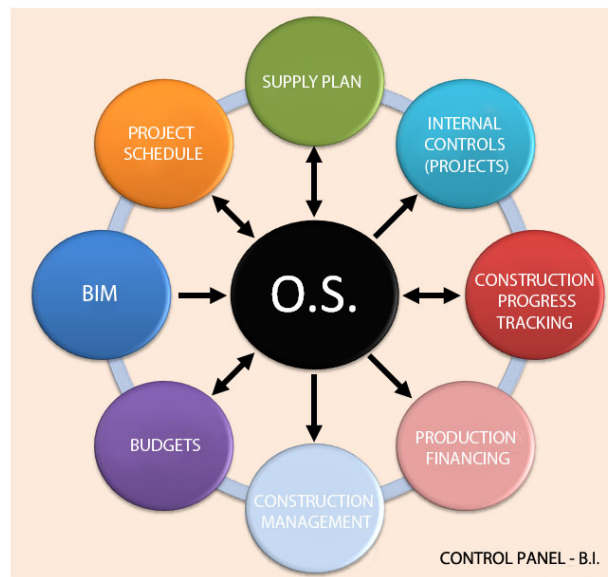 SUPPLY PLAN
PROJECT
SCHEDULE
INTERNAL
CONTROLS
(PROJECTS)
BIM
O.S.
CONSTRUCTION
PROGRESS
TRACKING
BUDGETS
PRODUCTION
FINANCING
CONSTRUCTION
MANAGEMENT
CONTROL PANEL - B.I.